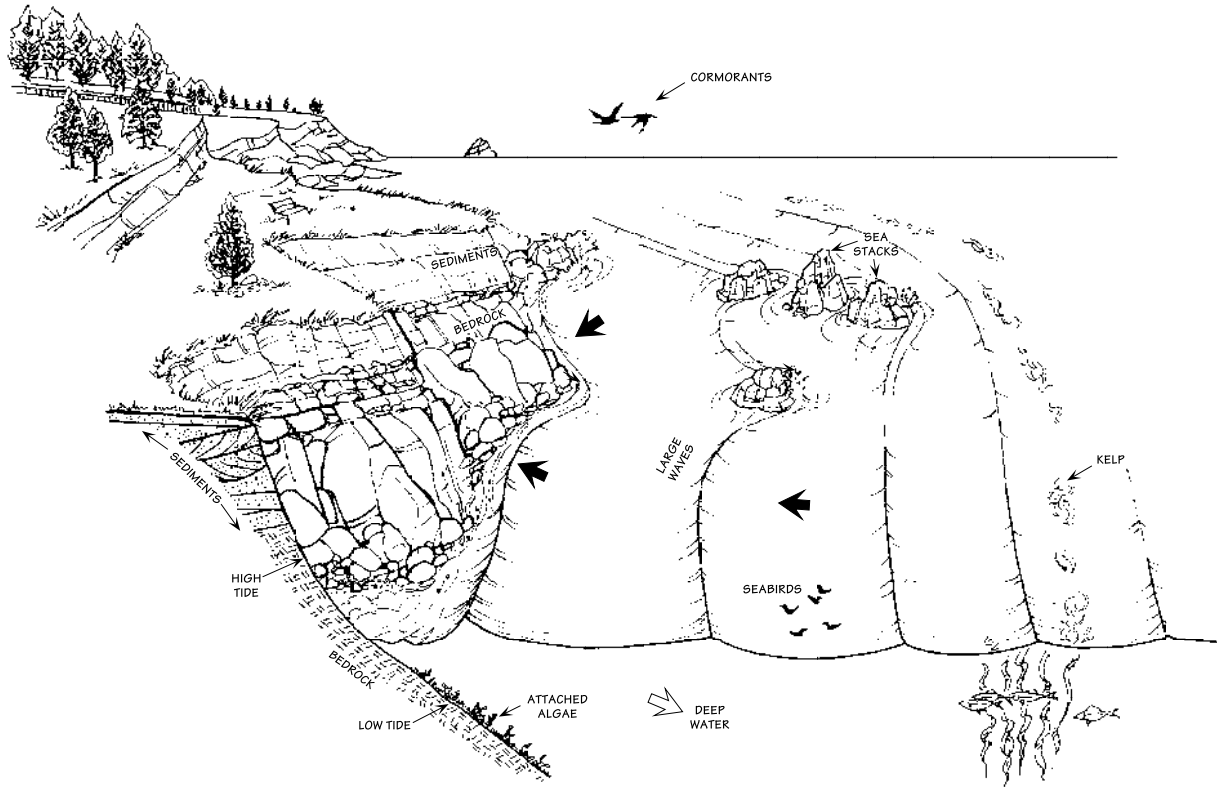 CORMORANTS
SEA
STACKS
SEDIMENTS
BEDROCK
LARGE
WAVES
KELP
SEDIMENTS
HIGH
TIDE
SEABIRDS
BEDROCK
ATTACHED
ALGAE
LOW TIDE
DEEP
WATER